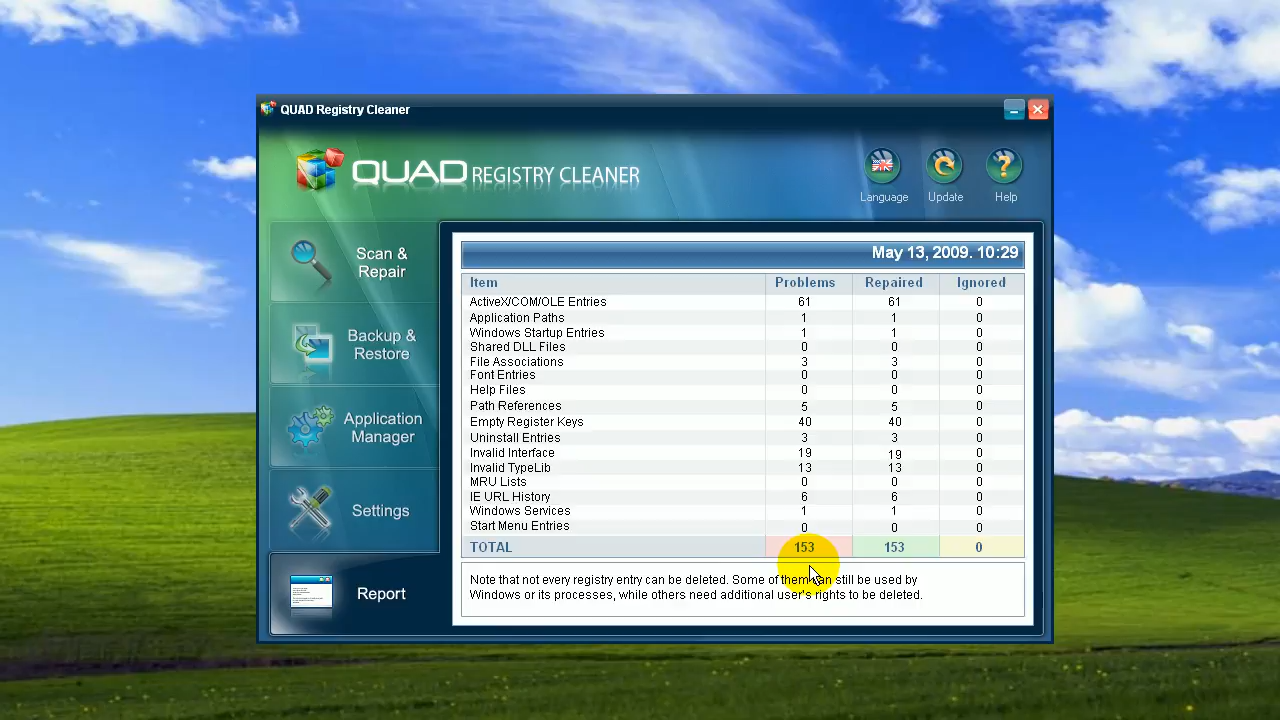 QUAD Registry Cleaner
QUAD REGISTRY CLEANER
Language Update Help
Scan & Repair
Backup & Restore
Application Manager
Settings
Report
May 13, 2009. 10:29
Item Problems Repaired Ignored
ActiveX/COM/OLE Entries 61 61 0
Application Paths 1 1 0
Windows Startup Entries 1 1 0
Shared DLL Files 0 0 0
File Associations 3 3 0
Font Entries 0 0 0
Help Files 0 0 0
Path References 5 5 0
Empty Register Keys 40 40 0
Uninstall Entries 3 3 0
Invalid Interface 19 19 0
Invalid TypeLib 13 13 0
MRU Lists 0 0 0
IE URL History 6 6 0
Windows Services 1 1 0
Start Menu Entries 0 0 0
TOTAL 153 153 0
Note that not every registry entry can be deleted. Some of them can still be used by
Windows or its services, while others need additional user's rights to be deleted.